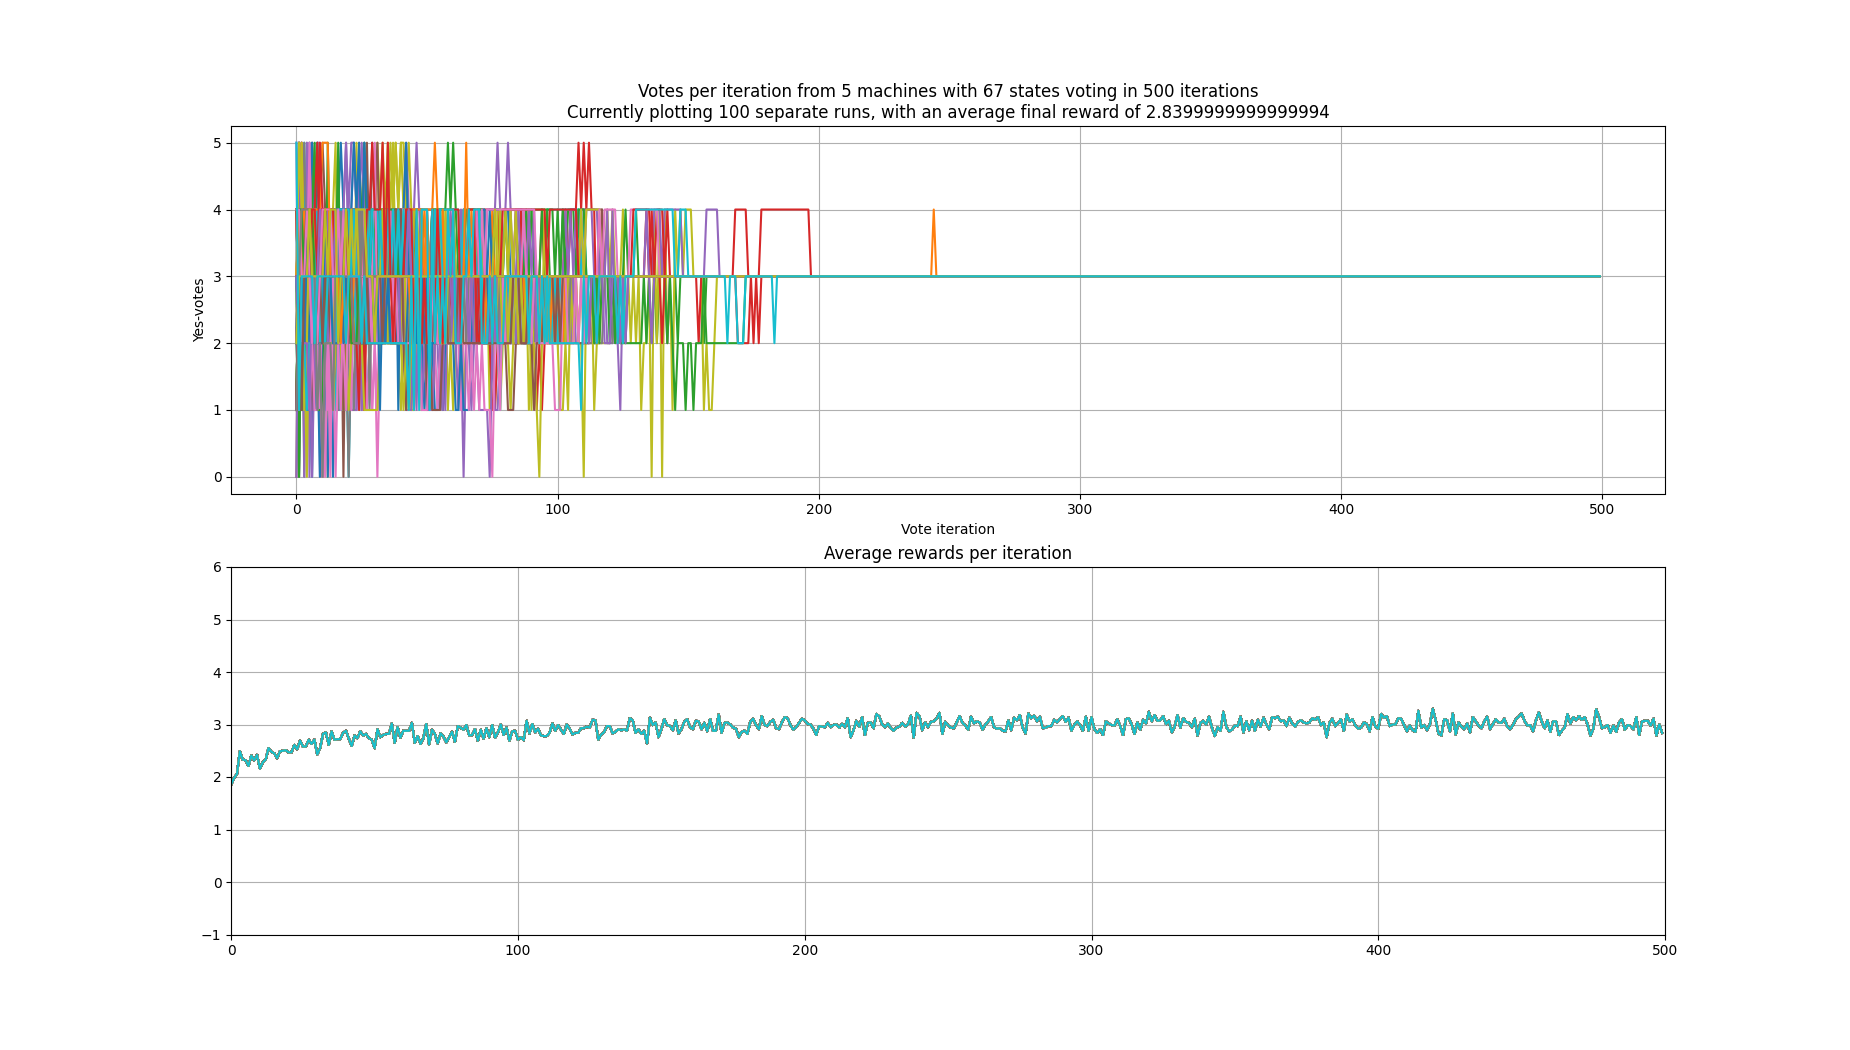 Votes per iteration from 5 machines with 67 states voting in 500 iterations
Currently plotting 100 separate runs, with an average final reward of 2.8399999999999994
5
4
3
2
1
0
Yes-votes
0 100 200 300 400 500
Vote iteration
Average rewards per iteration
6
5
4
3
2
1
0
−1
0 100 200 300 400 500